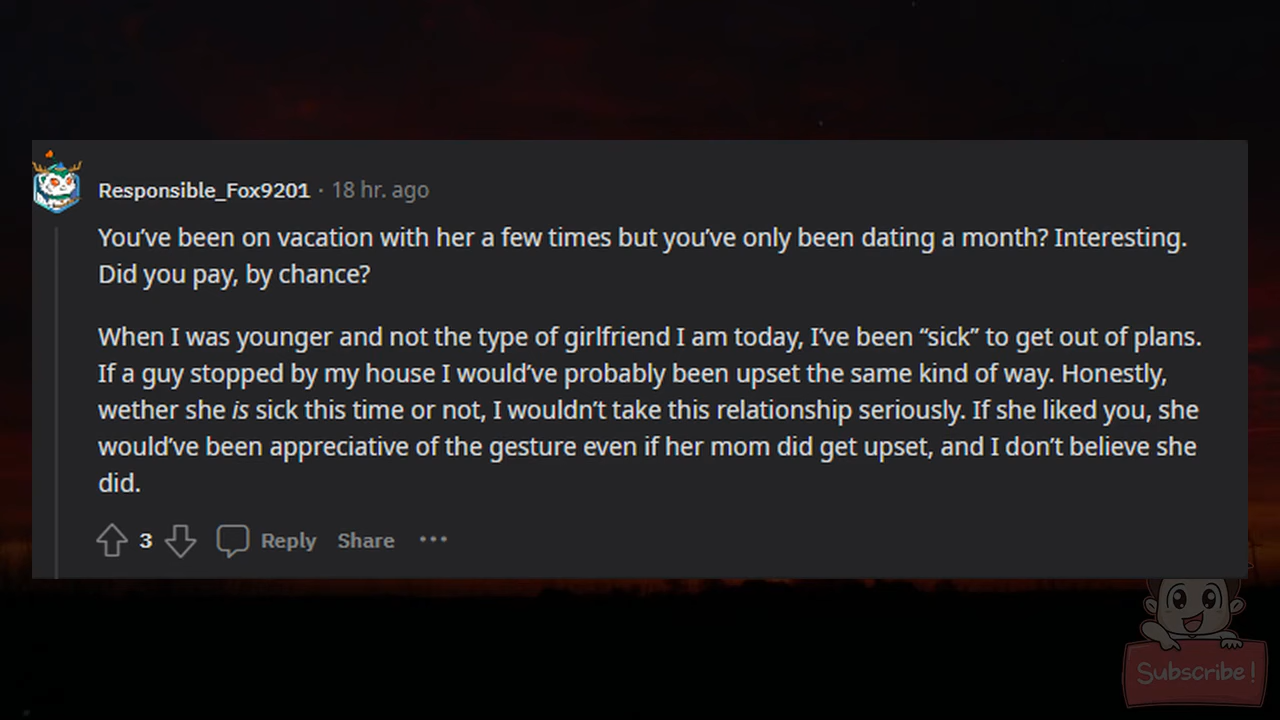 Responsible_Fox9201 · 18 hr. ago
You’ve been on vacation with her a few times but you’ve only been dating a month? Interesting.
Did you pay, by chance?
When I was younger and not the type of girlfriend I am today, I’ve been “sick” to get out of plans.
If a guy stopped by my house I would’ve probably been upset the same kind of way. Honestly,
wether she is sick this time or not, I wouldn’t take this relationship seriously. If she liked you, she
would’ve been appreciative of the gesture even if her mom did get upset, and I don’t believe she
did.
3 Reply Share ···
Subscribe!